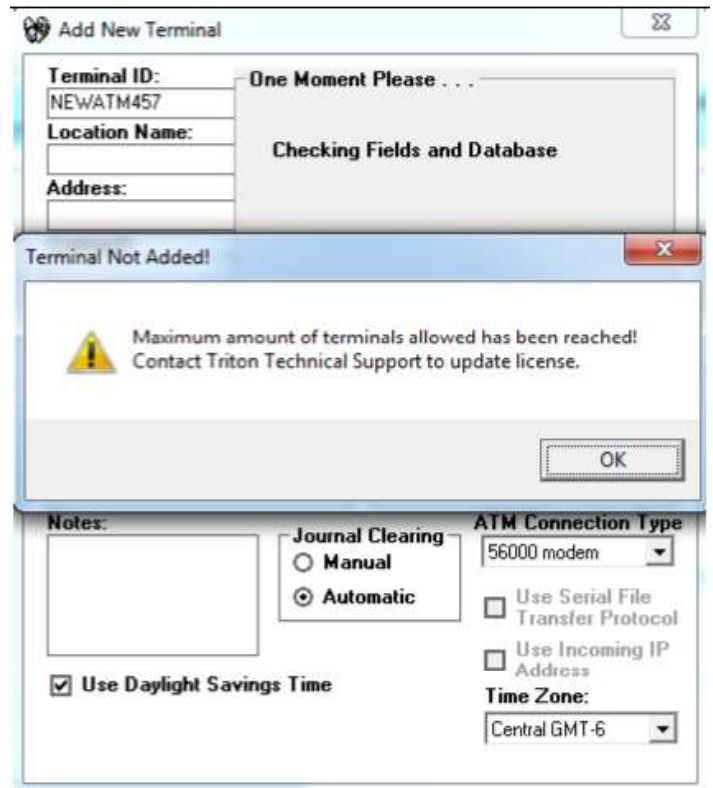 Add New Terminal
Terminal ID:
NEWATM457
Location Name:
Address:
One Moment Please . . .
Checking Fields and Database
Terminal Not Added!
Maximum amount of terminals allowed has been reached!
Contact Triton Technical Support to update license.
OK
Notes:
Journal Clearing
Manual
Automatic
ATM Connection Type
56000 modem
Use Serial File
Transfer Protocol
Use Incoming IP
Address
Use Daylight Savings Time
Time Zone:
Central GMT-6